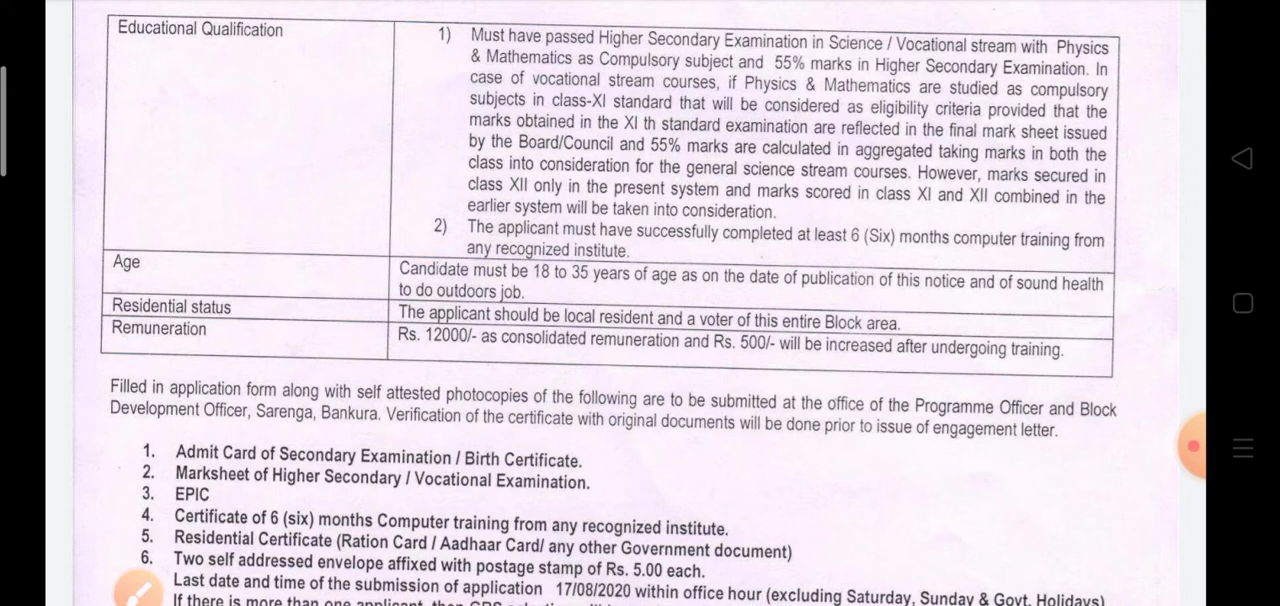 Educational Qualification
1) Must have passed Higher Secondary Examination in Science / Vocational stream with Physics
& Mathematics as Compulsory subject and 55% marks in Higher Secondary Examination. In
case of vocational stream courses, if Physics & Mathematics are studied as compulsory
subjects in class-XI standard that will be considered as eligibility criteria provided that the
marks obtained in the XI th standard examination are reflected in the final mark sheet issued
by the Board/Council and 55% marks are calculated in aggregated taking marks in both the
class into consideration for the general science stream courses. However, marks secured in
class XII only in the present system and marks scored in class XI and XII combined in the
earlier system will be taken into consideration.
2) The applicant must have successfully completed at least 6 (Six) months computer training from
any recognized institute.
Age
Candidate must be 18 to 35 years of age as on the date of publication of this notice and of sound health
to do outdoors job.
Residential status
The applicant should be local resident and a voter of this entire Block area.
Remuneration
Rs. 12000/- as consolidated remuneration and Rs. 500/- will be increased after undergoing training.
Filled in application form along with self attested photocopies of the following are to be submitted at the office of the Programme Officer and Block
Development Officer, Sarenga, Bankura. Verification of the certificate with original documents will be done prior to issue of engagement letter.
1. Admit Card of Secondary Examination / Birth Certificate.
2. Marksheet of Higher Secondary / Vocational Examination.
3. EPIC
4. Certificate of 6 (six) months Computer training from any recognized institute.
5. Residential Certificate (Ration Card / Aadhaar Card/ any other Government document)
6. Two self addressed envelope affixed with postage stamp of Rs. 5.00 each.
Last date and time of the submission of application 17/08/2020 within office hour (excluding Saturday, Sunday & Govt. Holidays)
If there is more than one applicant, then